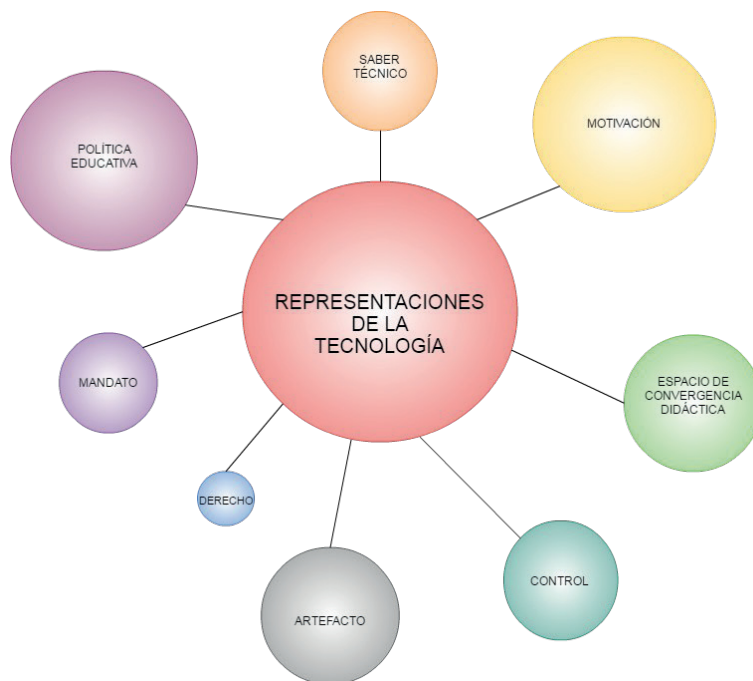 SABER
TÉCNICO
MOTIVACIÓN
POLÍTICA
EDUCATIVA
REPRESENTACIONES
DE LA
TECNOLOGÍA
MANDATO
ESPACIO DE
CONVERGENCIA
DIDÁCTICA
DERECHO
CONTROL
ARTEFACTO